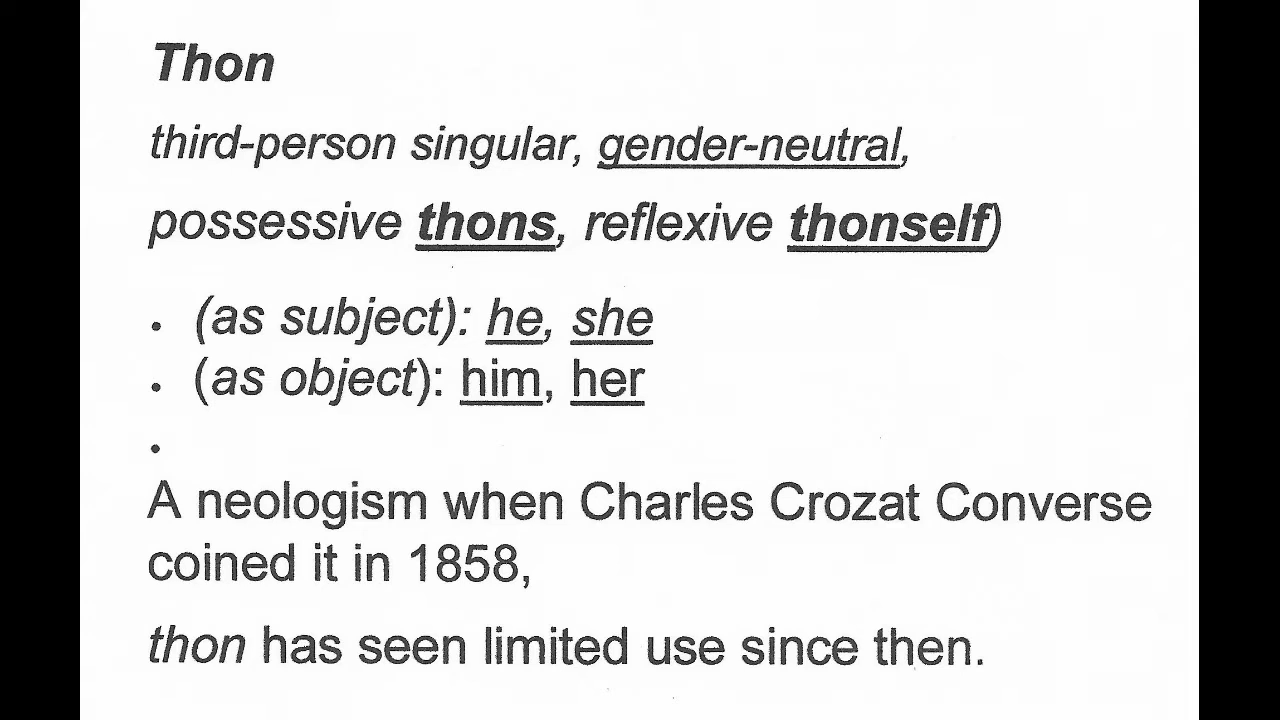 Thon
third-person singular, gender-neutral,
possessive thons, reflexive thonself)
• (as subject): he, she
• (as object): him, her
•
A neologism when Charles Crozat Converse
coined it in 1858,
thon has seen limited use since then.